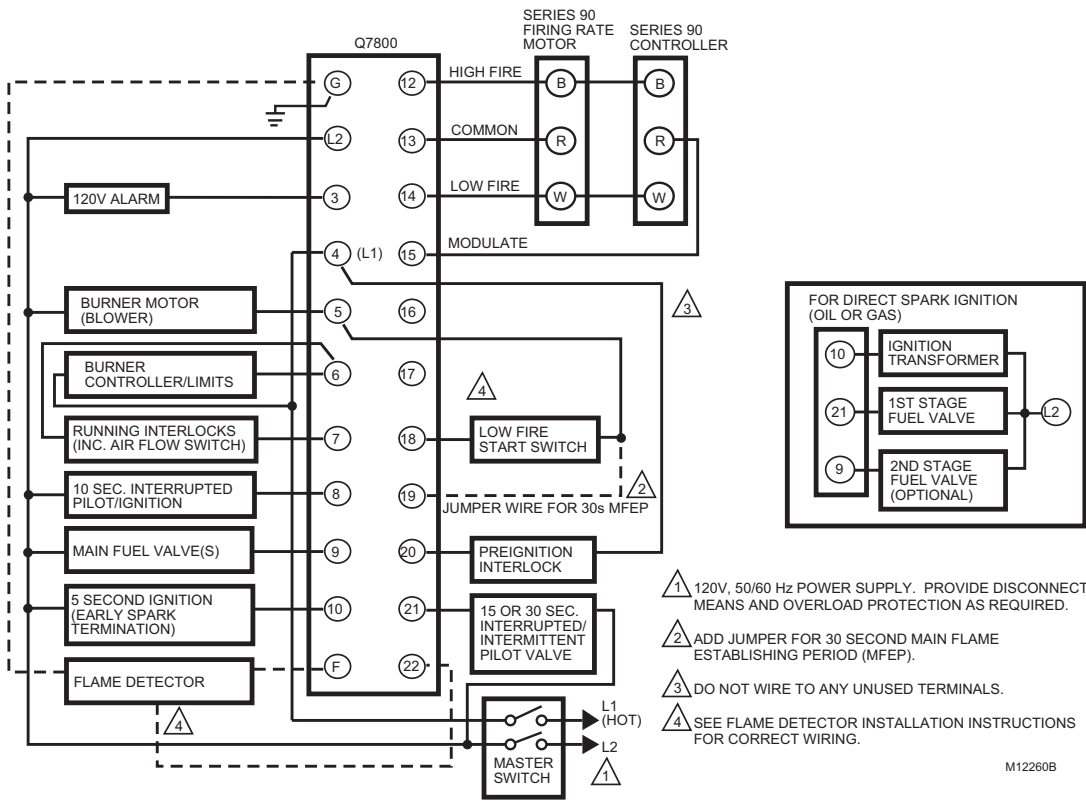 Q7800
SERIES 90
FIRING RATE
MOTOR
SERIES 90
CONTROLLER
G
12
HIGH FIRE
B
B
L2
13
COMMON
R
R
120V ALARM
3
14
LOW FIRE
W
W
4
(L1)
15
MODULATE
BURNER MOTOR
(BLOWER)
5
16
3
BURNER
CONTROLLER/LIMITS
6
17
4
RUNNING INTERLOCKS
(INC. AIR FLOW SWITCH)
7
18
LOW FIRE
START SWITCH
10 SEC. INTERRUPTED
PILOT/IGNITION
8
19
2
JUMPER WIRE FOR 30s MFEP
MAIN FUEL VALVE(S)
9
20
PREIGNITION
INTERLOCK
5 SECOND IGNITION
(EARLY SPARK
TERMINATION)
10
21
15 OR 30 SEC.
INTERRUPTED/
INTERMITTENT
PILOT VALVE
FLAME DETECTOR
F
22
4
L1
(HOT)
L2
MASTER
SWITCH
1
FOR DIRECT SPARK IGNITION
(OIL OR GAS)
10
IGNITION
TRANSFORMER
21
1ST STAGE
FUEL VALVE
L2
9
2ND STAGE
FUEL VALVE
(OPTIONAL)
1 120V, 50/60 Hz POWER SUPPLY. PROVIDE DISCONNECT
MEANS AND OVERLOAD PROTECTION AS REQUIRED.
2 ADD JUMPER FOR 30 SECOND MAIN FLAME
ESTABLISHING PERIOD (MFEP).
3 DO NOT WIRE TO ANY UNUSED TERMINALS.
4 SEE FLAME DETECTOR INSTALLATION INSTRUCTIONS
FOR CORRECT WIRING.
M12260B